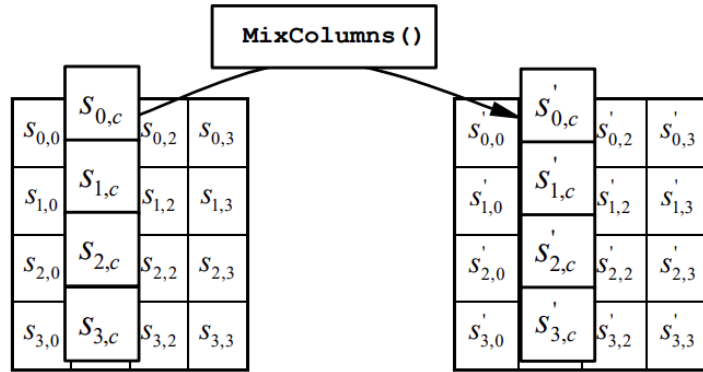 MixColumns()
s0,0 s0,c s0,2 s0,3 s'0,0 s'0,c s'0,2 s'0,3
s1,0 s1,c s1,2 s1,3 s'1,0 s'1,c s'1,2 s'1,3
s2,0 s2,c s2,2 s2,3 s'2,0 s'2,c s'2,2 s'2,3
s3,0 s3,c s3,2 s3,3 s'3,0 s'3,c s'3,2 s'3,3